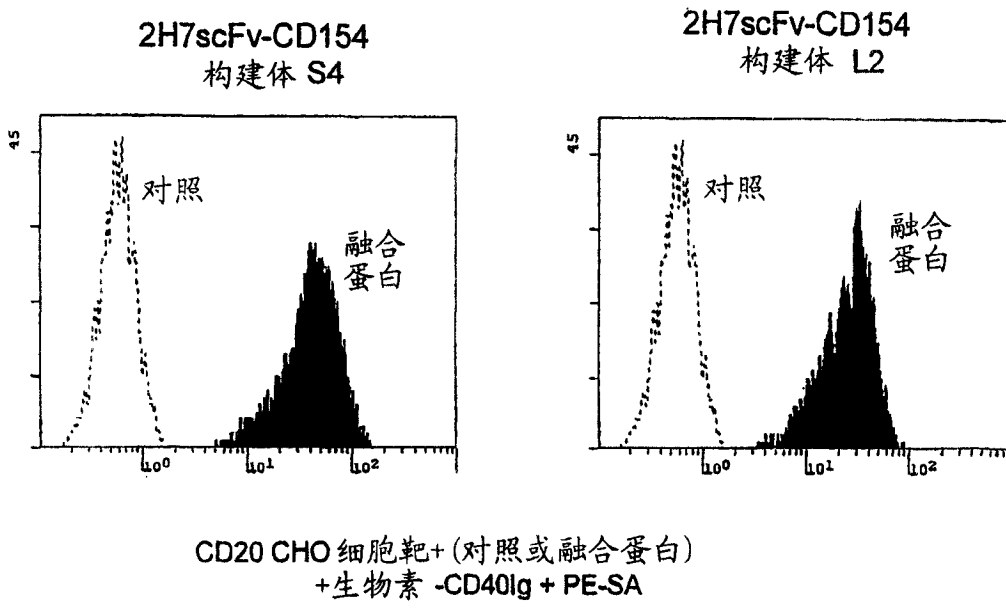 2H7scFv-CD154
构建体 S4
45
对照
融合
蛋白
10⁰
10¹
10²
2H7scFv-CD154
构建体 L2
45
对照
融合
蛋白
10⁰
10¹
10²
CD20 CHO 细胞靶+ (对照或融合蛋白)
+生物素 -CD40Ig + PE-SA